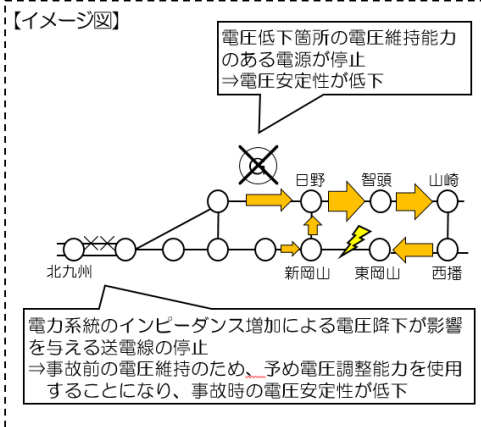 【イメージ図】
電圧低下箇所の電圧維持能力
のある電源が停止
⇒電圧安定性が低下
日野
智頭
山崎
北九州
新岡山
東岡山
西播
電力系統のインピーダンス増加による電圧降下が影響
を与える送電線の停止
⇒事故前の電圧維持のため、予め電圧調整能力を使用
することになり、事故時の電圧安定性が低下